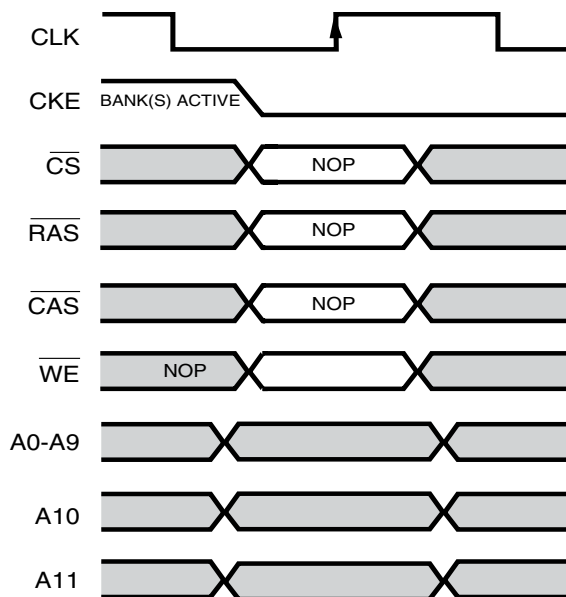 CLK
CKE BANK(S) ACTIVE
CS NOP
RAS NOP
CAS NOP
WE NOP
A0-A9
A10
A11